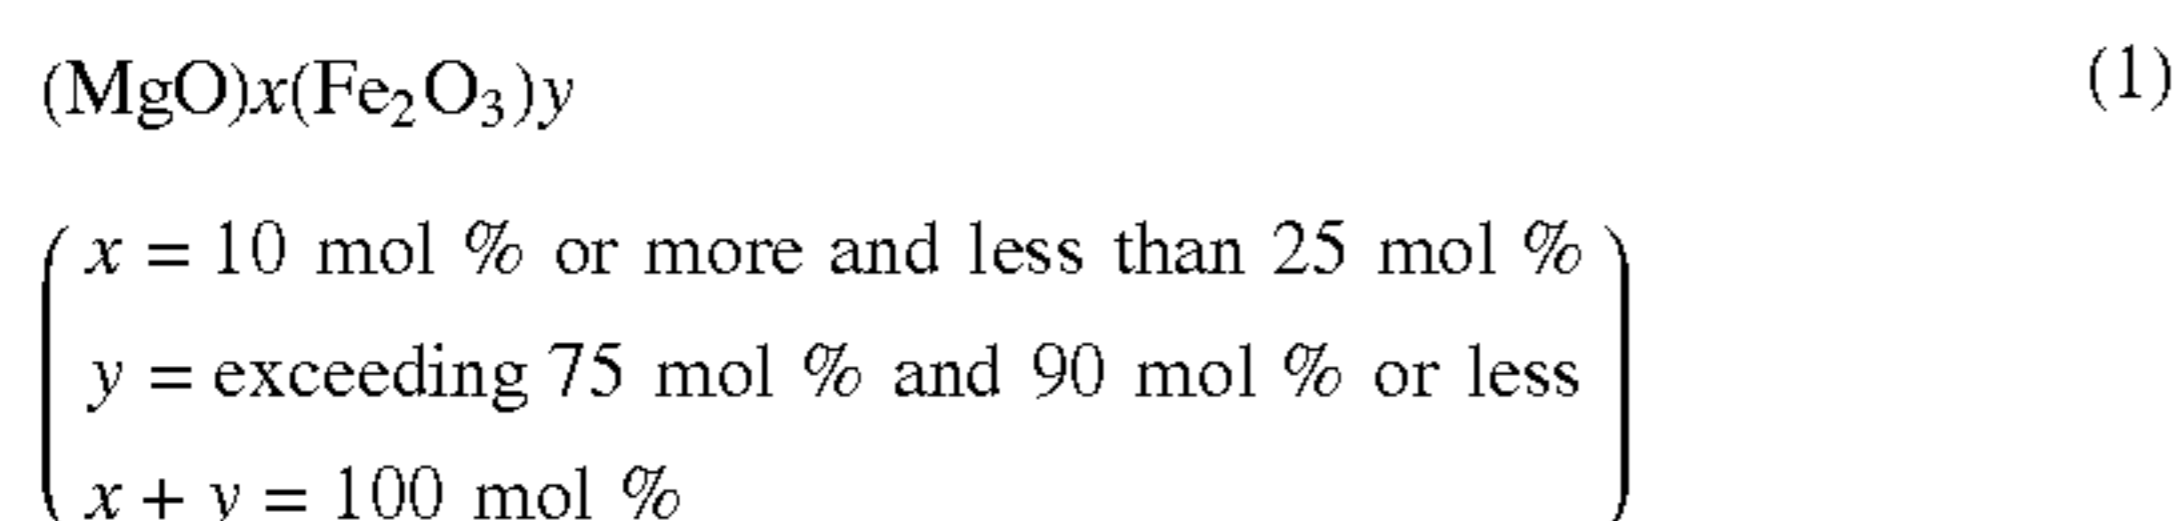 (MgO)x(Fe₂O₃)y (1)
x = 10 mol % or more and less than 25 mol %
y = exceeding 75 mol % and 90 mol % or less
x + y = 100 mol %